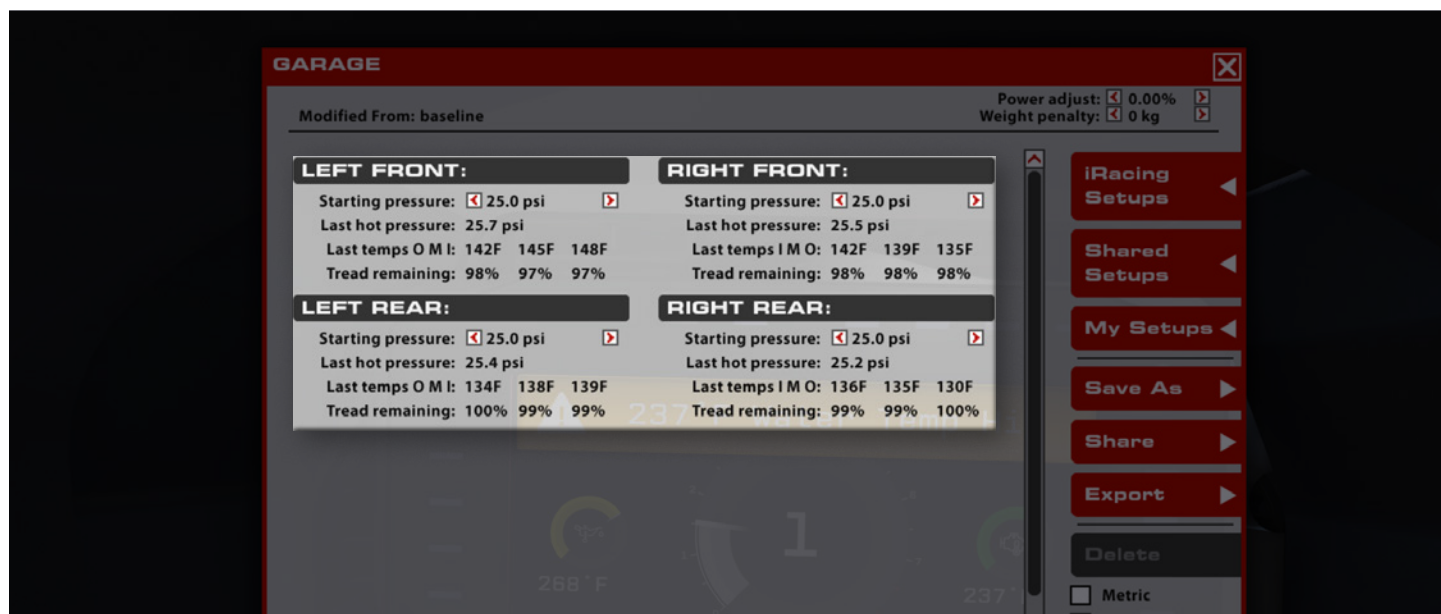 GARAGE
Modified From: baseline
Power adjust: 0.00%
Weight penalty: 0 kg
LEFT FRONT:
Starting pressure: 25.0 psi
Last hot pressure: 25.7 psi
Last temps O M I: 142F 145F 148F
Tread remaining: 98% 97% 97%
RIGHT FRONT:
Starting pressure: 25.0 psi
Last hot pressure: 25.5 psi
Last temps I M O: 142F 139F 135F
Tread remaining: 98% 98% 98%
LEFT REAR:
Starting pressure: 25.0 psi
Last hot pressure: 25.4 psi
Last temps O M I: 134F 138F 139F
Tread remaining: 100% 99% 99%
RIGHT REAR:
Starting pressure: 25.0 psi
Last hot pressure: 25.2 psi
Last temps I M O: 136F 135F 130F
Tread remaining: 99% 99% 100%
237°F Water Temp
1
268°F
237°
iRacing
Setups
Shared
Setups
My Setups
Save As
Share
Export
Delete
Metric